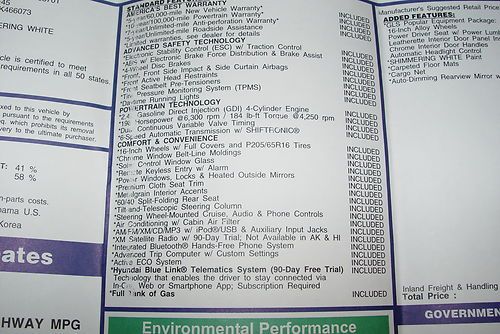 STANDARD FEATURES
AMERICA'S BEST WARRANTY
New Vehicle Warranty* INCLUDED
10-year/100,000-mile Powertrain Warranty* INCLUDED
7-year/Unlimited-mile Anti-perforation Warranty INCLUDED
5-year/Unlimited-mile Roadside Assistance INCLUDED
*Limited warranties, see dealer for details
ADVANCED SAFETY TECHNOLOGY
*Electronic Stability Control (ESC) w/ Traction Control INCLUDED
w/ Electronic Brake Force Distribution & Brake Assist INCLUDED
*4-Wheel Disc Brakes INCLUDED
Front, Front Side Impact & Side Curtain Airbags INCLUDED
Front Active Head Restraints INCLUDED
Front Seatbelt Pre-Tensioners INCLUDED
*Tire Pressure Monitoring System (TPMS) INCLUDED
Daytime Running Lights INCLUDED
POWERTRAIN TECHNOLOGY
*2.4 Gasoline Direct Injection (GDI) 4-Cylinder Engine INCLUDED
horsepower @6,300 rpm / 184 lb-ft Torque @4,250 rpm INCLUDED
*Dual Continuous Variable Valve Timing INCLUDED
*6-Speed Automatic Transmission w/ SHIFTRONIC® INCLUDED
COMFORT & CONVENIENCE
*16-Inch Wheels w/ Full Covers and P205/65R16 Tires INCLUDED
*Chrome Window Belt-Line Moldings INCLUDED
*Solar Control Window Glass INCLUDED
*Remote Keyless Entry w/ Alarm INCLUDED
*Power Windows, Locks & Heated Outside Mirrors INCLUDED
*Premium Cloth Seat Trim INCLUDED
*Metalgrain Interior Accents INCLUDED
*60/40 Split-Folding Rear Seat INCLUDED
*Tilt-and-Telescopic Steering Column INCLUDED
*Steering Wheel-Mounted Cruise, Audio & Phone Controls INCLUDED
*Air Conditioning w/ Cabin Air Filter INCLUDED
*AM/FM/XM/CD/MP3 w/ iPod®/USB & Auxiliary Input Jacks INCLUDED
*XM Satellite Radio w/ 90-Day Trial; Not Available in AK & HI INCLUDED
*Integrated Bluetooth® Hands-Free Phone System INCLUDED
*Advanced Trip Computer w/ Custom Settings INCLUDED
*Active ECO System INCLUDED
*Hyundai Blue Link® Telematics System (90-Day Free Trial) INCLUDED
Technology that enables the driver to stay connected via
In-Car, Web or Smartphone App; Subscription Required
*Full Tank of Gas INCLUDED
Environmental Performance
K466073
ERING WHITE
icle is certified to meet
requirements in all 50 states.
xed to this vehicle by
pursuant to the requirements
eq. which prohibits its removal
very to the ultimate purchaser.
T: 41 %
58 %
n-parts costs.
ama U.S.
Korea
ates
HWAY MPG
Manufacturer's Suggested Retail Price
ADDED FEATURES:
*GLS Popular Equipment Package:
16-Inch Alloy Wheels
Power Driver Seat w/ Power Lumbar
Leatherette Interior Door Panel Inserts
Chrome Interior Door Handles
Automatic Headlight Control
*SHIMMERING WHITE Paint
*Carpeted Floor Mats
*Cargo Net
*Auto-Dimming Rearview Mirror w/
Inland Freight & Handling
Total Price :
GOVERNMEN